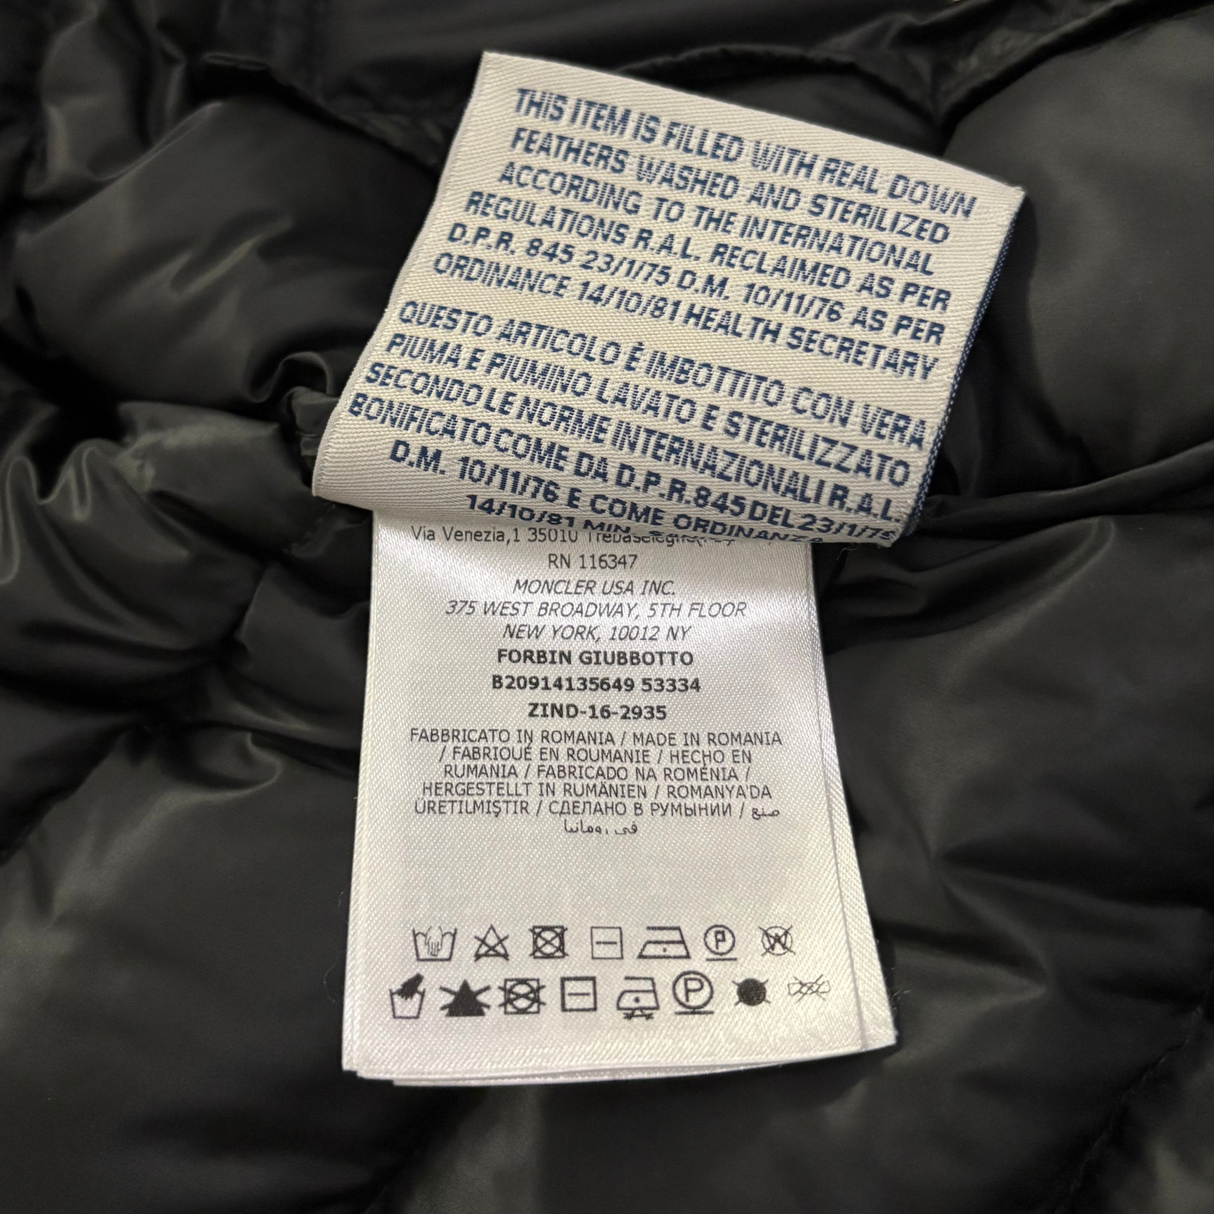 THIS ITEM IS FILLED WITH REAL DOWN
FEATHERS WASHED AND STERILIZED
ACCORDING TO THE INTERNATIONAL
REGULATIONS R.A.L. RECLAIMED AS PER
D.P.R. 845 23/1/75 D.M. 10/11/76 AS PER
ORDINANCE 14/10/81 HEALTH SECRETARY
QUESTO ARTICOLO È IMBOTTITO CON VERA
PIUMA E PIUMINO LAVATO E STERILIZZATO
SECONDO LE NORME INTERNAZIONALI R.A.L.
BONIFICATO COME DA D.P.R.845 DEL 23/1/75
D.M. 10/11/76 E COME ORDINANZA
14/10/81 MIN.
Via Venezia,1 35010
RN 116347
MONCLER USA INC.
375 WEST BROADWAY, 5TH FLOOR
NEW YORK, 10012 NY
FORBIN GIUBBOTTO
B20914135649 53334
ZIND-16-2935
FABBRICATO IN ROMANIA / MADE IN ROMANIA
/ FABRIQUÉ EN ROUMANIE / HECHO EN
RUMANIA / FABRICADO NA ROMÉNIA /
HERGESTELLT IN RUMÄNIEN / ROMANYA'DA
ÜRETILMIŞTIR / СДЕЛАНО В РУМЫНИИ / صنع
في رومانيا
P W
P